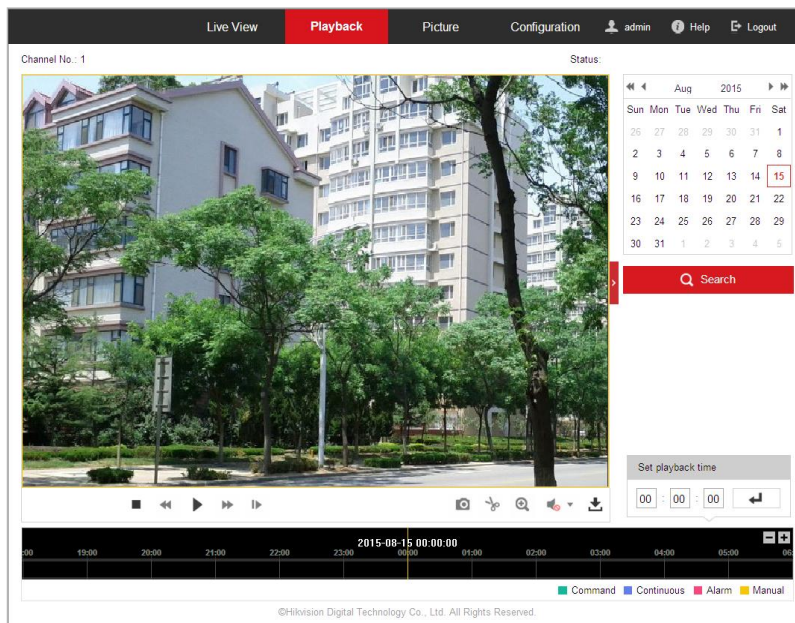 Live View Playback Picture Configuration admin Help Logout
Channel No.: 1 Status:
Aug 2015
Sun Mon Tue Wed Thu Fri Sat
26 27 28 29 30 31 1
2 3 4 5 6 7 8
9 10 11 12 13 14 15
16 17 18 19 20 21 22
23 24 25 26 27 28 29
30 31 1 2 3 4 5
Search
Set playback time
00 : 00 : 00
2015-08-15 00:00:00
:00 19:00 20:00 21:00 22:00 23:00 00:00 01:00 02:00 03:00 04:00 05:00 06:
Command Continuous Alarm Manual
©Hikvision Digital Technology Co., Ltd. All Rights Reserved.